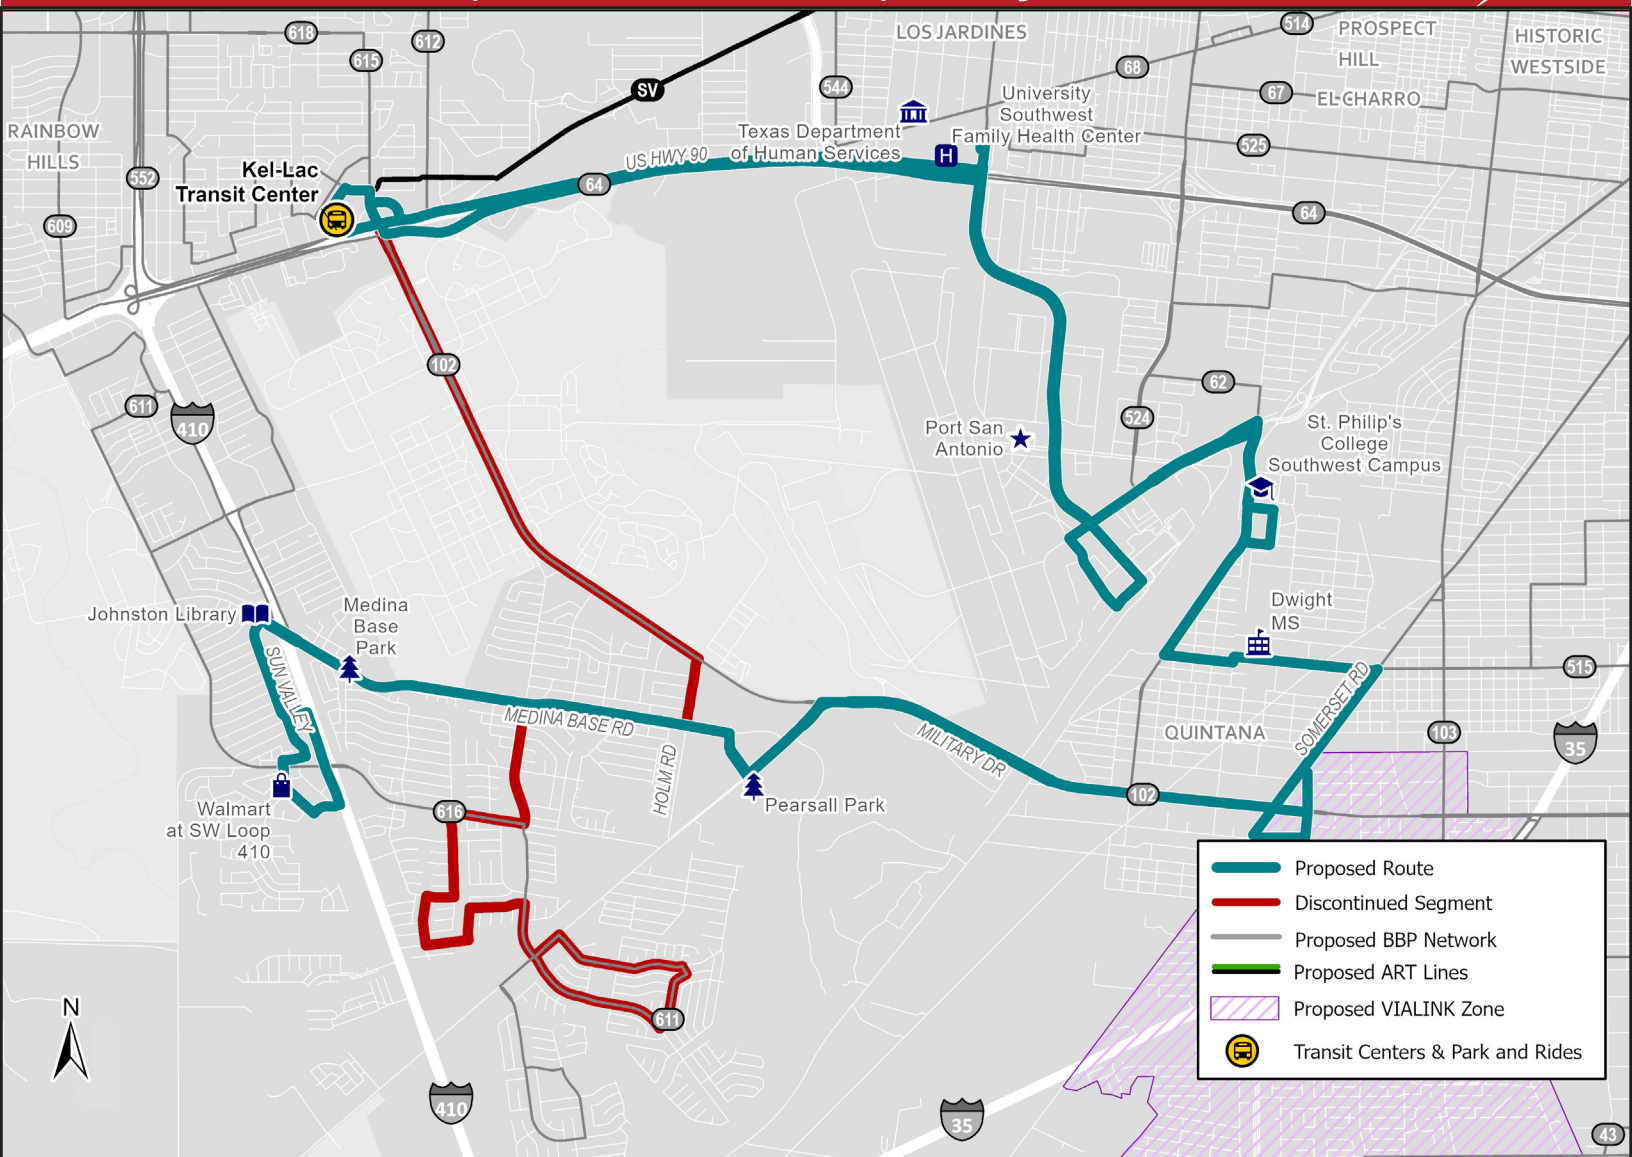 618
615
612
SV
544
LOS JARDINES
68
514
PROSPECT
HILL
HISTORIC
WESTSIDE
67
EL CHARRO
University
Southwest
Family Health Center
525
RAINBOW
HILLS
Texas Department
of Human Services
H
US HWY 90
Kel-Lac
Transit Center
552
64
64
609
102
62
611
410
524
Port San
Antonio
St. Philip's
College
Southwest Campus
Johnston Library
Medina
Base
Park
Dwight
MS
SUN VALLEY
515
MEDINA BASE RD
HOLM RD
MILITARY DR
QUINTANA
SOMERSET RD
103
35
Walmart
at SW Loop
410
616
Pearsall Park
102
611
N
410
35
43
Proposed Route
Discontinued Segment
Proposed BBP Network
Proposed ART Lines
Proposed VIALINK Zone
Transit Centers & Park and Rides